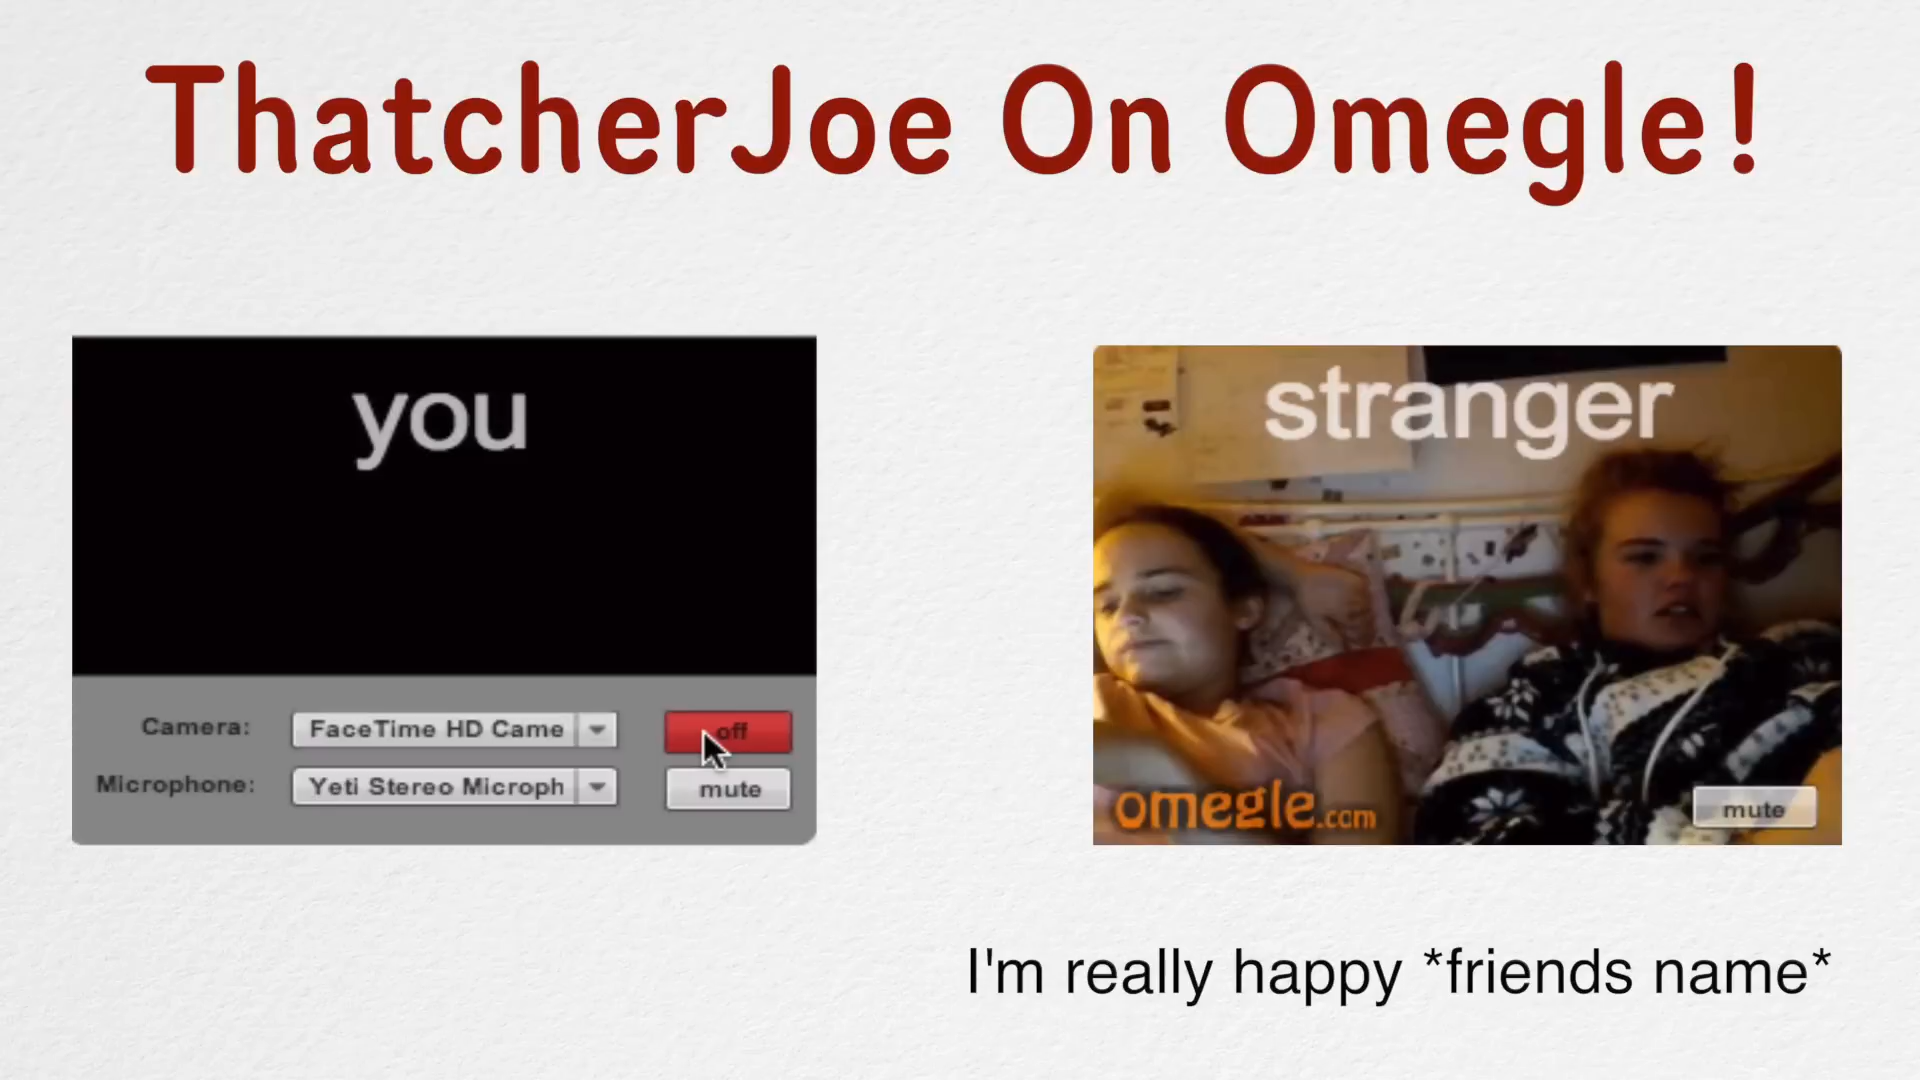 ThatcherJoe On Omegle!
you
stranger
Camera: FaceTime HD Came off
Microphone: Yeti Stereo Microph mute
omegle.com
mute
I'm really happy *friends name*